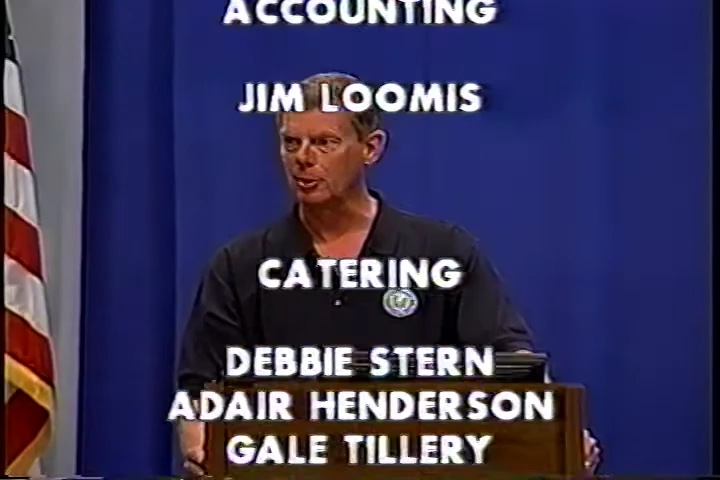 ACCOUNTING
JIM LOOMIS
CATERING
DEBBIE STERN
ADAIR HENDERSON
GALE TILLERY